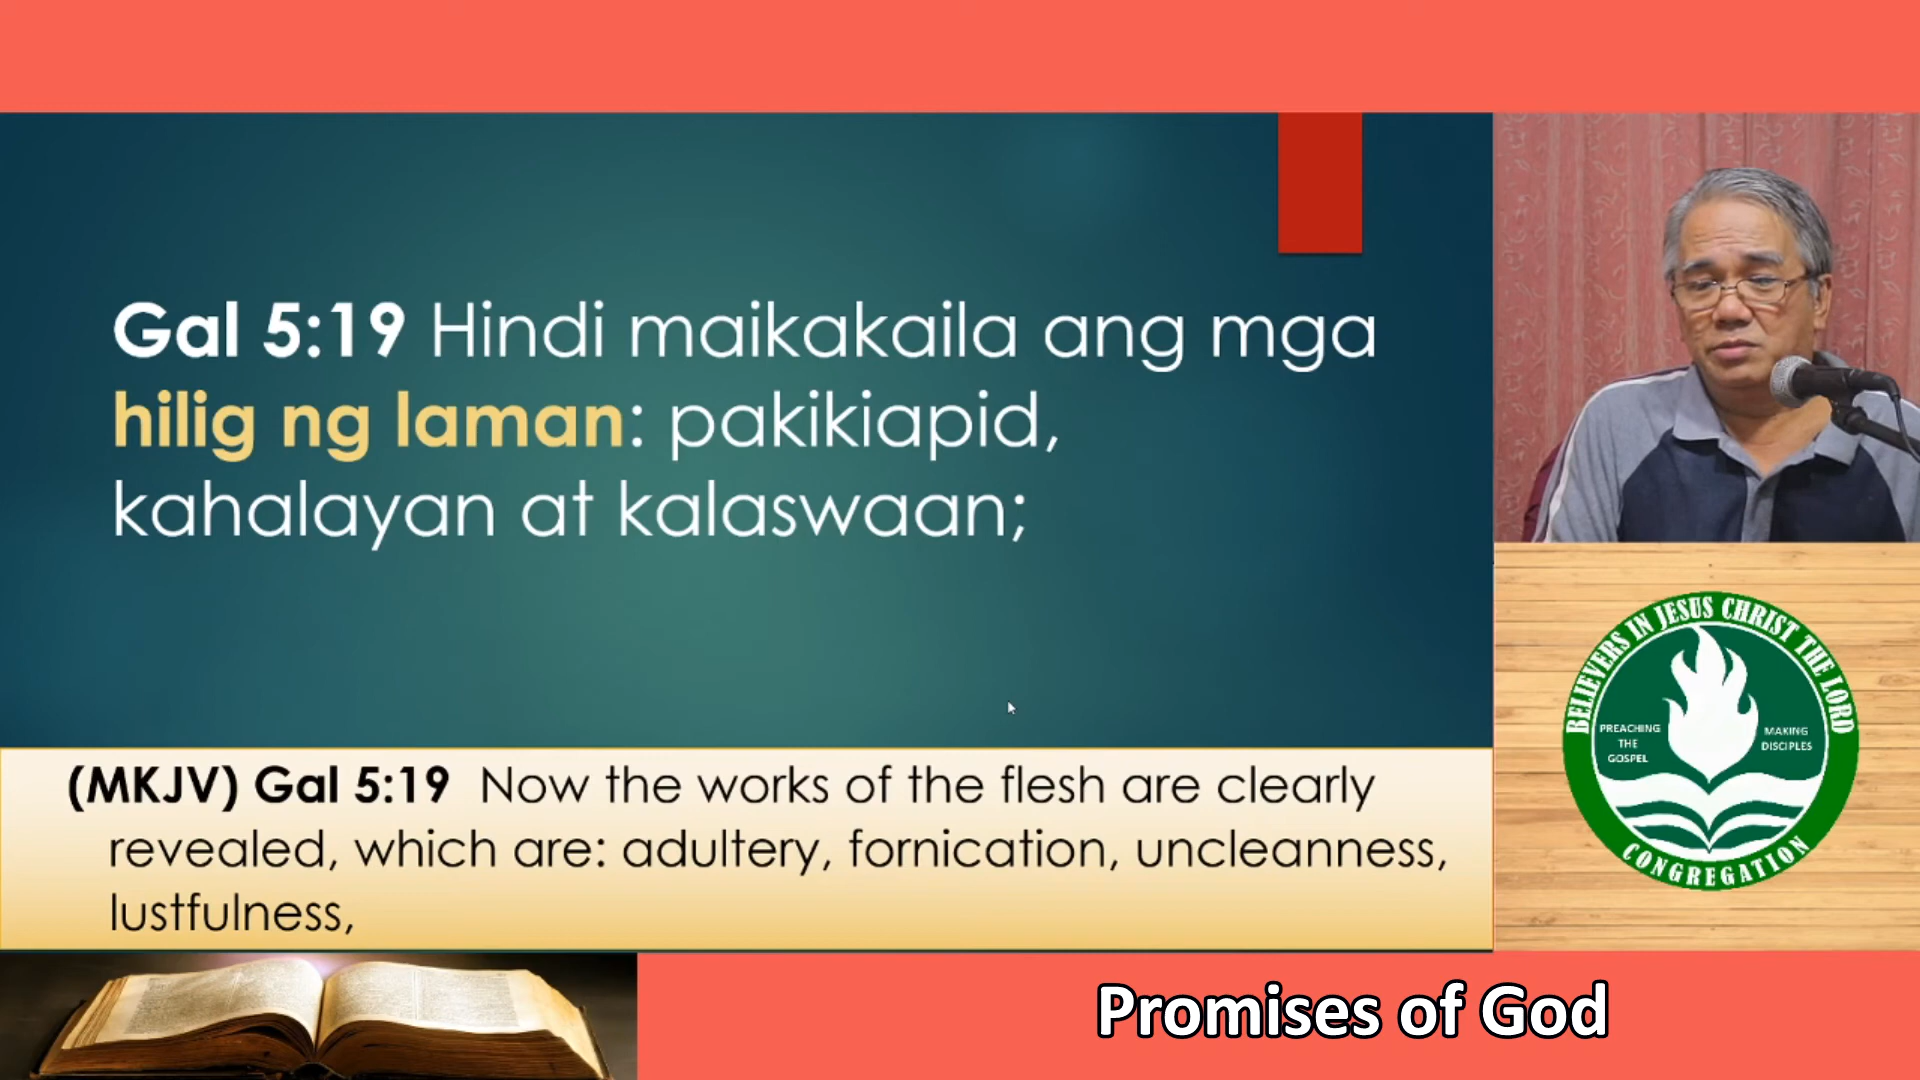 Gal 5:19 Hindi maikakaila ang mga
hilig ng laman: pakikiapid,
kahalayan at kalaswaan;
(MKJV) Gal 5:19 Now the works of the flesh are clearly
revealed, which are: adultery, fornication, uncleanness,
lustfulness,
BELIEVERS IN JESUS CHRIST THE LORD
PREACHING
THE
GOSPEL
MAKING
DISCIPLES
CONGREGATION
Promises of God